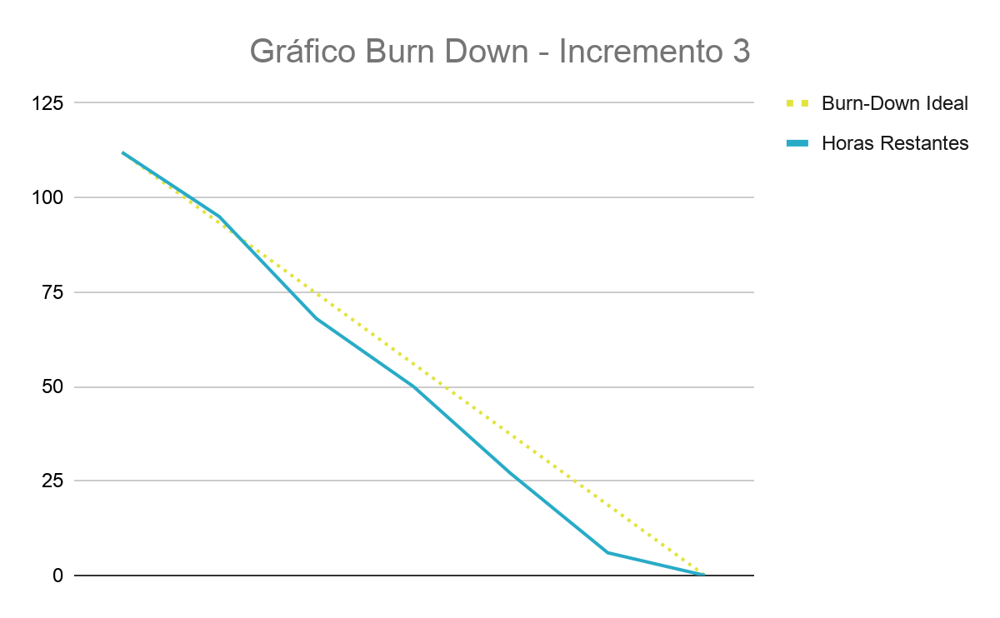 Gráfico Burn Down - Incremento 3
125
100
75
50
25
0
Burn-Down Ideal
Horas Restantes